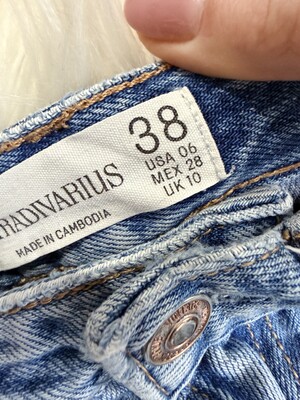 RADIVARIUS
MADE IN CAMBODIA
38
USA 06
MEX 28
UK 10